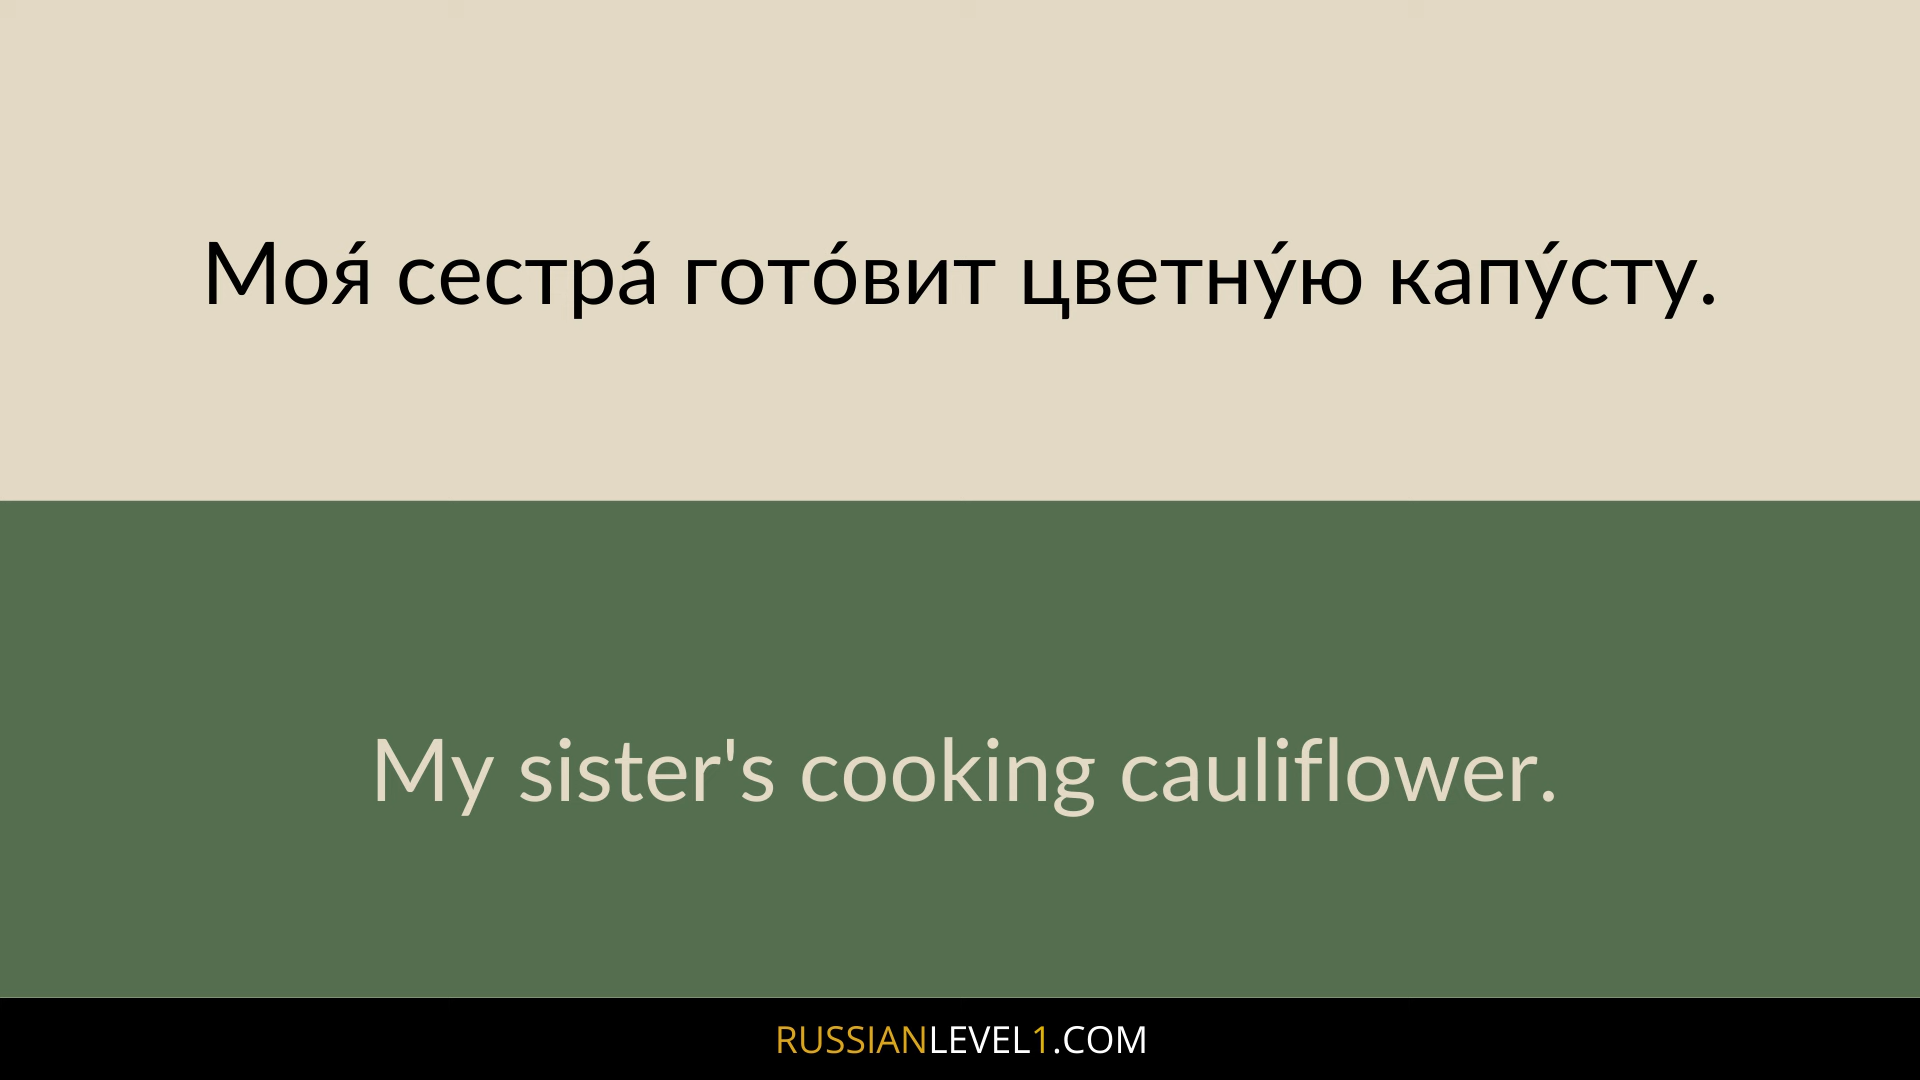 Моя́ сестра́ гото́вит цветну́ю капу́сту.
My sister's cooking cauliflower.
RUSSIANLEVEL1.COM